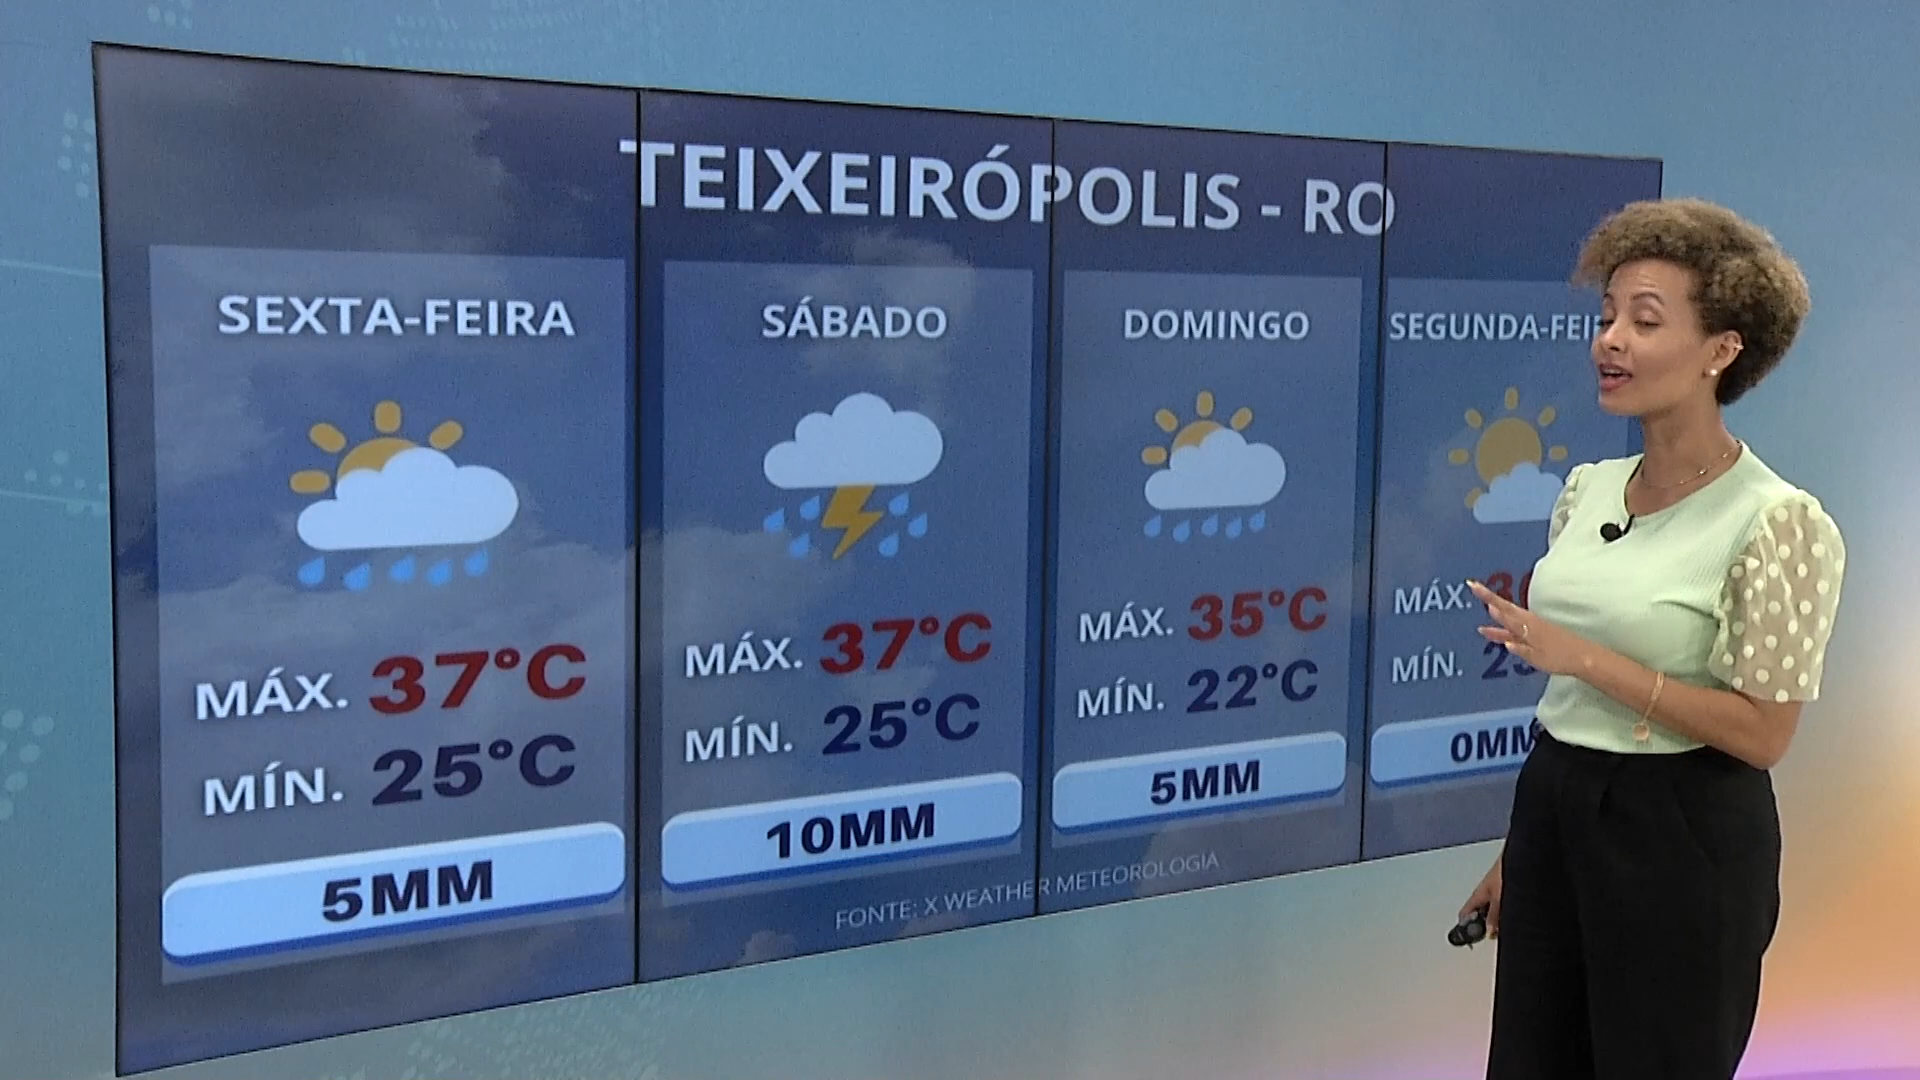 TEIXEIRÓPOLIS - RO
SEXTA-FEIRA
MÁX. 37°C
MÍN. 25°C
5MM
SÁBADO
MÁX. 37°C
MÍN. 25°C
10MM
DOMINGO
MÁX. 35°C
MÍN. 22°C
5MM
MÁX.
MÍN.
0MM
FONTE: X WEATHER METEOROLOGIA